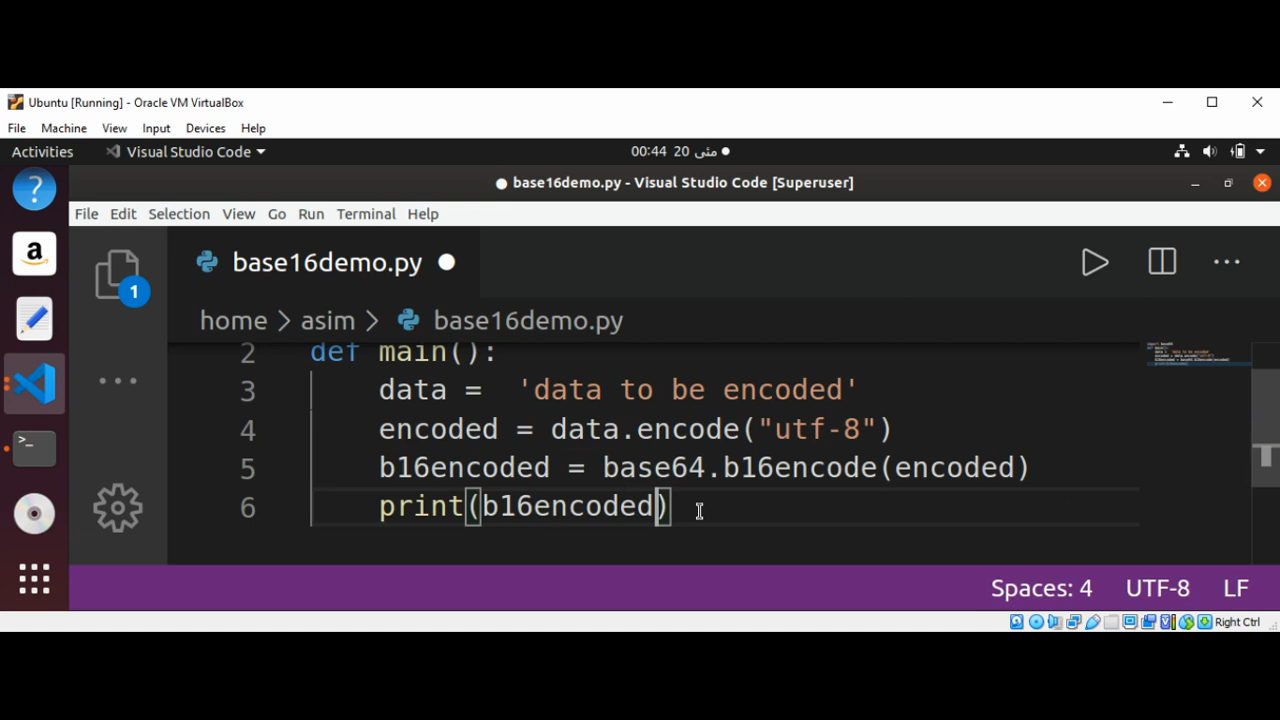 Ubuntu [Running] - Oracle VM VirtualBox
File Machine View Input Devices Help
Activities Visual Studio Code 00:44 20 مئی
● base16demo.py - Visual Studio Code [Superuser]
File Edit Selection View Go Run Terminal Help
base16demo.py
1
home > asim > base16demo.py
2 def main():
3 data =  'data to be encoded'
4 encoded = data.encode("utf-8")
5 b16encoded = base64.b16encode(encoded)
6 print(b16encoded)
Spaces: 4 UTF-8 LF
Right Ctrl